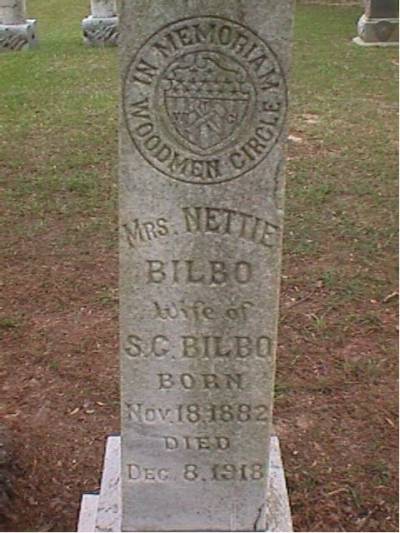 IN MEMORIAM
WOODMEN CIRCLE
MRS. NETTIE
BILBO
Wife of
S.C. BILBO
BORN
NOV. 18, 1882
DIED
DEC. 8, 1918